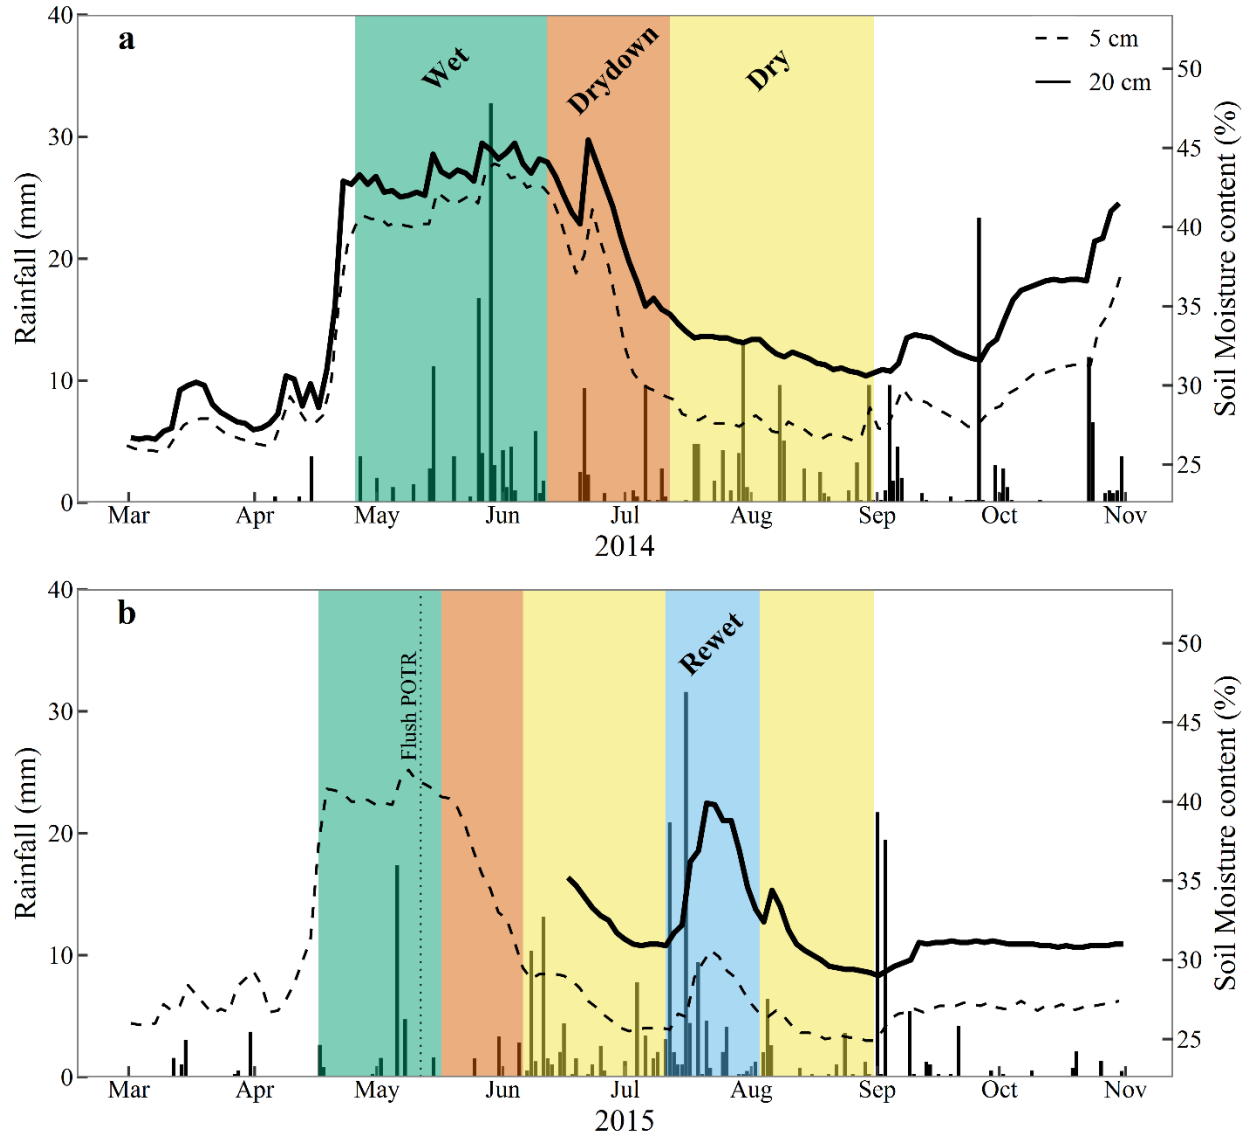 a
Wet
Drydown
Dry
5 cm
20 cm
Rainfall (mm)
40
30
20
10
0
Soil Moisture content (%)
50
45
40
35
30
25
Mar Apr May Jun Jul Aug Sep Oct Nov
2014
b
Flush POTR
Rewet
Rainfall (mm)
40
30
20
10
0
Soil Moisture content (%)
50
45
40
35
30
25
Mar Apr May Jun Jul Aug Sep Oct Nov
2015